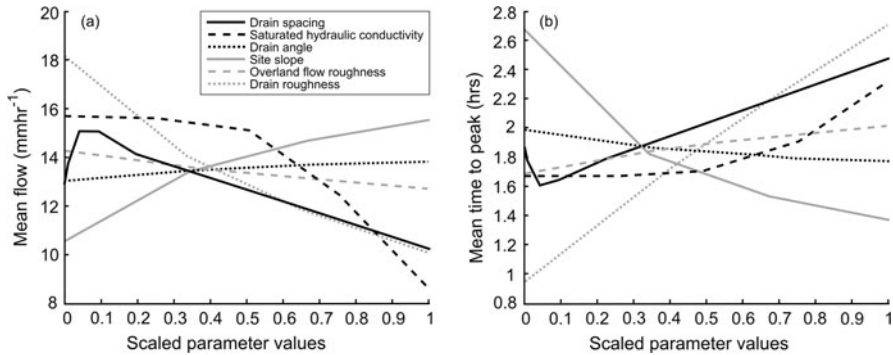 (a)
Drain spacing
Saturated hydraulic conductivity
Drain angle
Site slope
Overland flow roughness
Drain roughness
Mean flow (mmhr-1)
20
18
16
14
12
10
8
0 0.1 0.2 0.3 0.4 0.5 0.6 0.7 0.8 0.9 1
Scaled parameter values
(b)
Mean time to peak (hrs)
2.8
2.6
2.4
2.2
2
1.8
1.6
1.4
1.2
1
0.8
0 0.1 0.2 0.3 0.4 0.5 0.6 0.7 0.8 0.9 1
Scaled parameter values